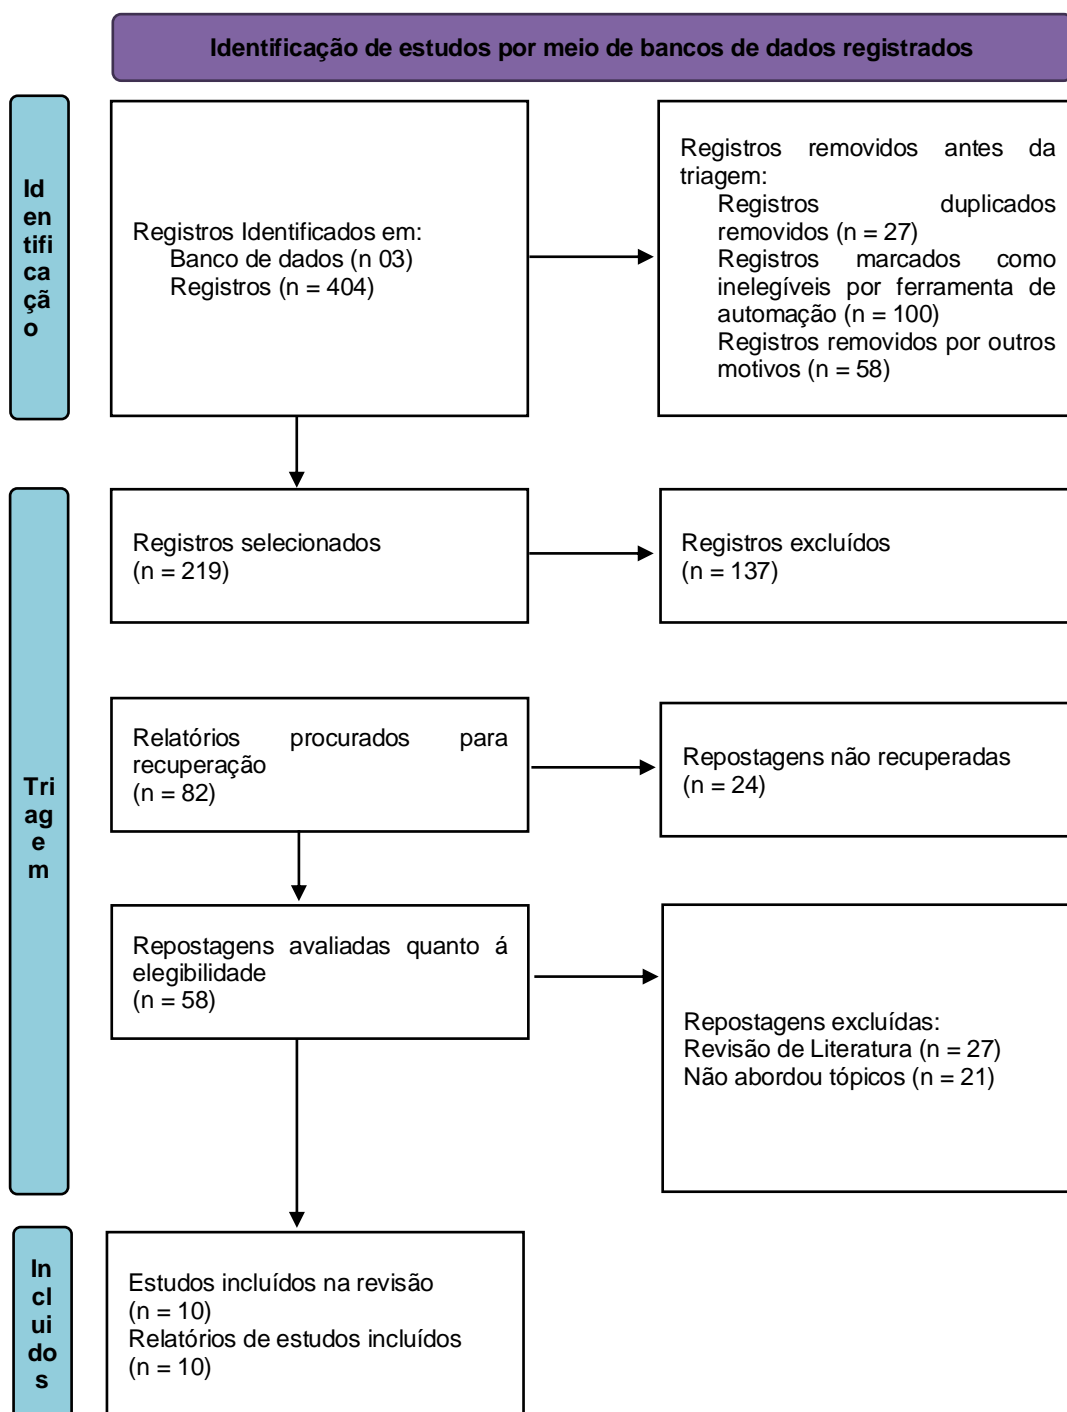 Identificação de estudos por meio de bancos de dados registrados
Id
en
tifi
ca
çã
o
Registros Identificados em:
Banco de dados (n 03)
Registros (n = 404)
Registros removidos antes da
triagem:
Registros duplicados
removidos (n = 27)
Registros marcados como
inelegíveis por ferramenta de
automação (n = 100)
Registros removidos por outros
motivos (n = 58)
Tri
ag
e
m
Registros selecionados
(n = 219)
Registros excluídos
(n = 137)
Relatórios procurados para
recuperação
(n = 82)
Repostagens não recuperadas
(n = 24)
Repostagens avaliadas quanto á
elegibilidade
(n = 58)
Repostagens excluídas:
Revisão de Literatura (n = 27)
Não abordou tópicos (n = 21)
In
cl
ui
do
s
Estudos incluídos na revisão
(n = 10)
Relatórios de estudos incluídos
(n = 10)